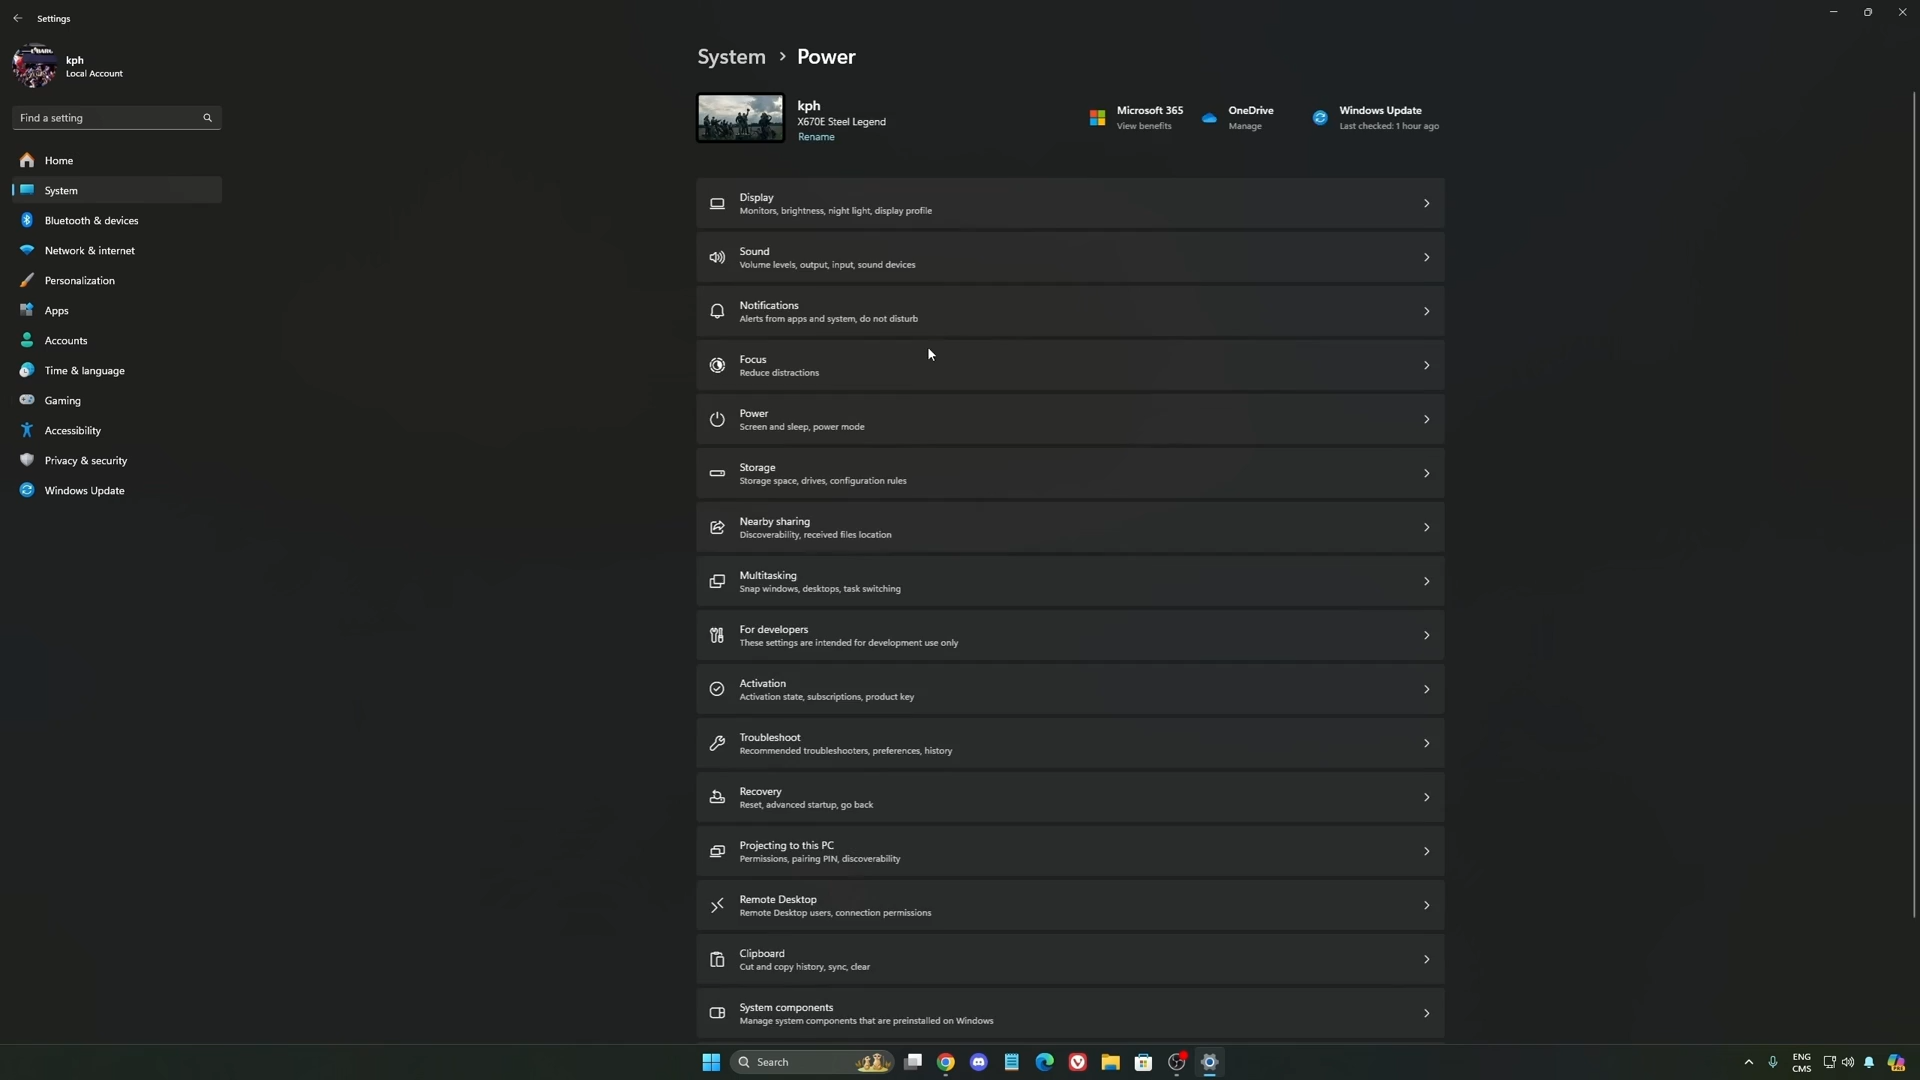 Settings
kph
Local Account
Find a setting
Home
System
Bluetooth & devices
Network & internet
Personalization
Apps
Accounts
Time & language
Gaming
Accessibility
Privacy & security
Windows Update
System > Power
kph
X670E Steel Legend
Rename
Microsoft 365
View benefits
OneDrive
Manage
Windows Update
Last checked: 1 hour ago
Display
Monitors, brightness, night light, display profile
Sound
Volume levels, output, input, sound devices
Notifications
Alerts from apps and system, do not disturb
Focus
Reduce distractions
Power
Screen and sleep, power mode
Storage
Storage space, drives, configuration rules
Nearby sharing
Discoverability, received files location
Multitasking
Snap windows, desktops, task switching
For developers
These settings are intended for development use only
Activation
Activation state, subscriptions, product key
Troubleshoot
Recommended troubleshooters, preferences, history
Recovery
Reset, advanced startup, go back
Projecting to this PC
Permissions, pairing PIN, discoverability
Remote Desktop
Remote Desktop users, connection permissions
Clipboard
Cut and copy history, sync, clear
System components
Manage system components that are preinstalled on Windows
Search
ENG
CMS